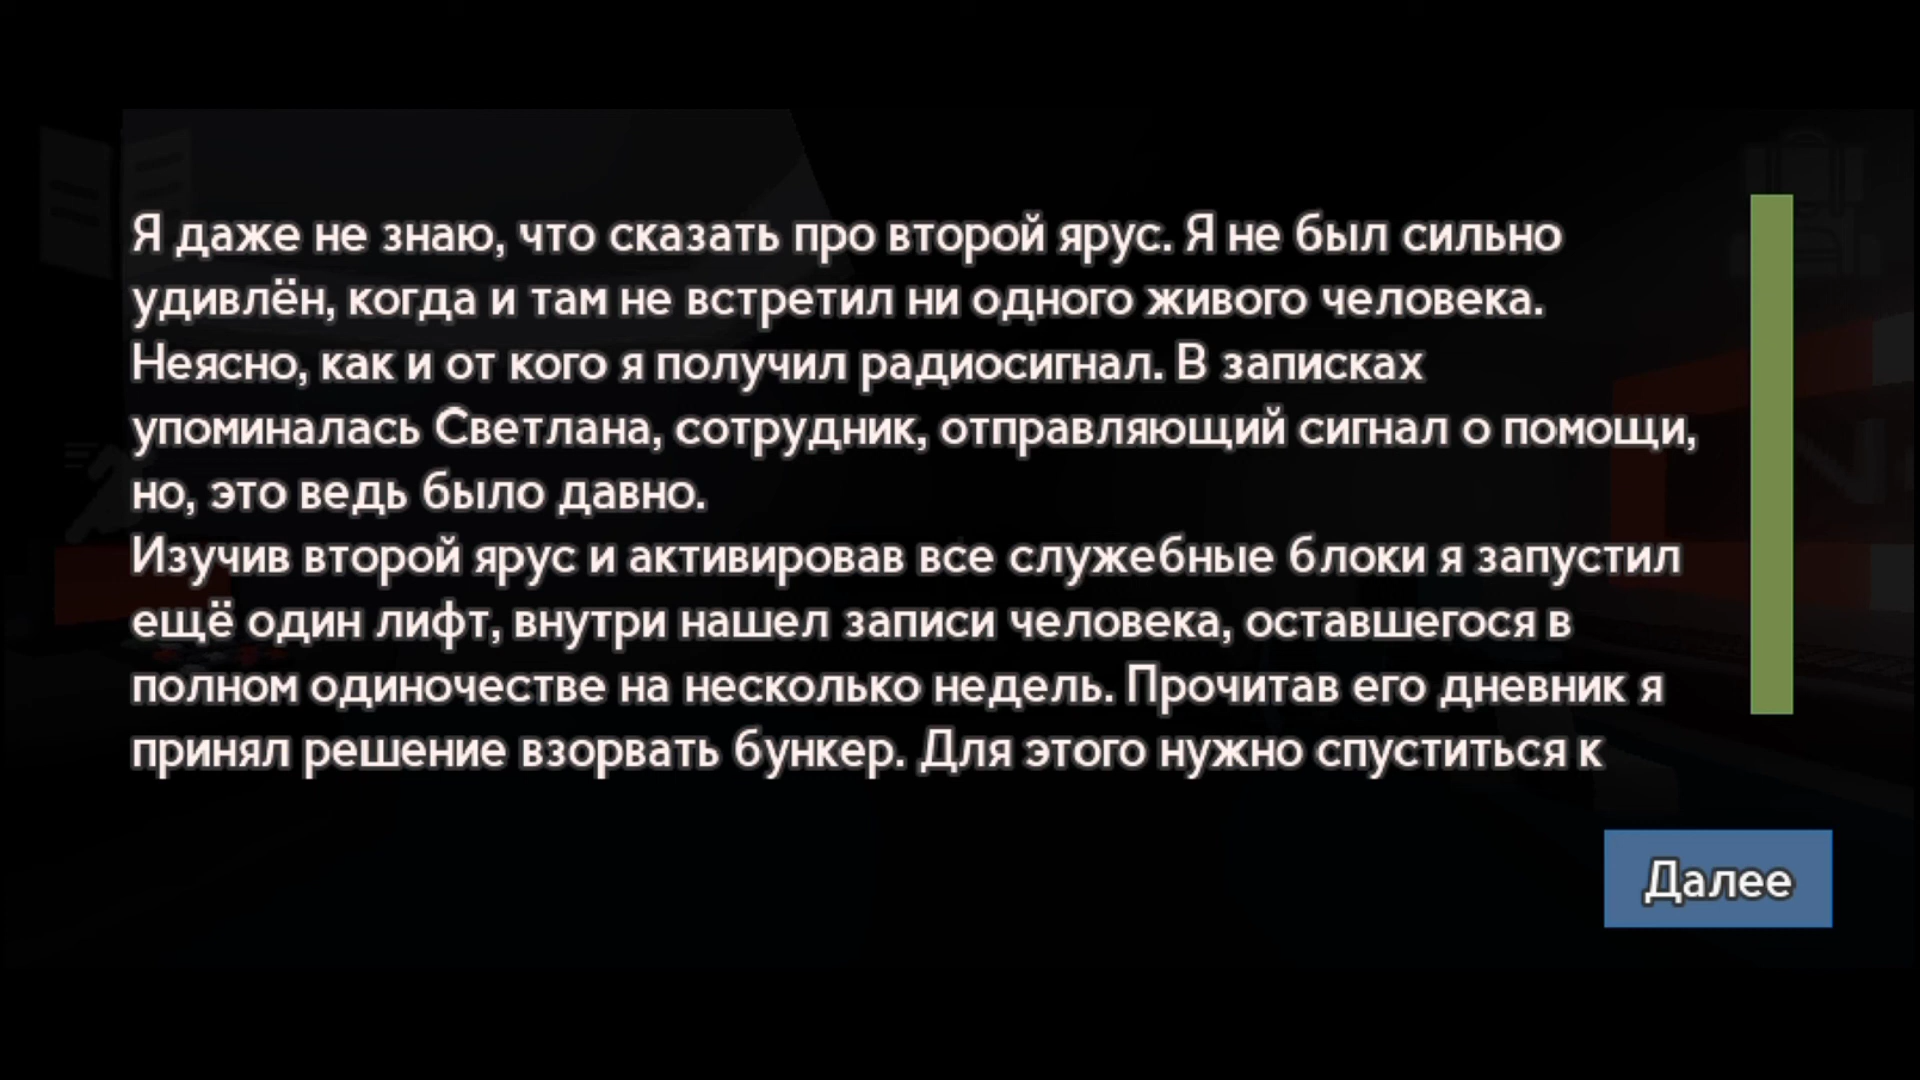 Я даже не знаю, что сказать про второй ярус. Я не был сильно
удивлён, когда и там не встретил ни одного живого человека.
Неясно, как и от кого я получил радиосигнал. В записках
упоминалась Светлана, сотрудник, отправляющий сигнал о помощи,
но, это ведь было давно.
Изучив второй ярус и активировав все служебные блоки я запустил
ещё один лифт, внутри нашел записи человека, оставшегося в
полном одиночестве на несколько недель. Прочитав его дневник я
принял решение взорвать бункер. Для этого нужно спуститься к
Далее